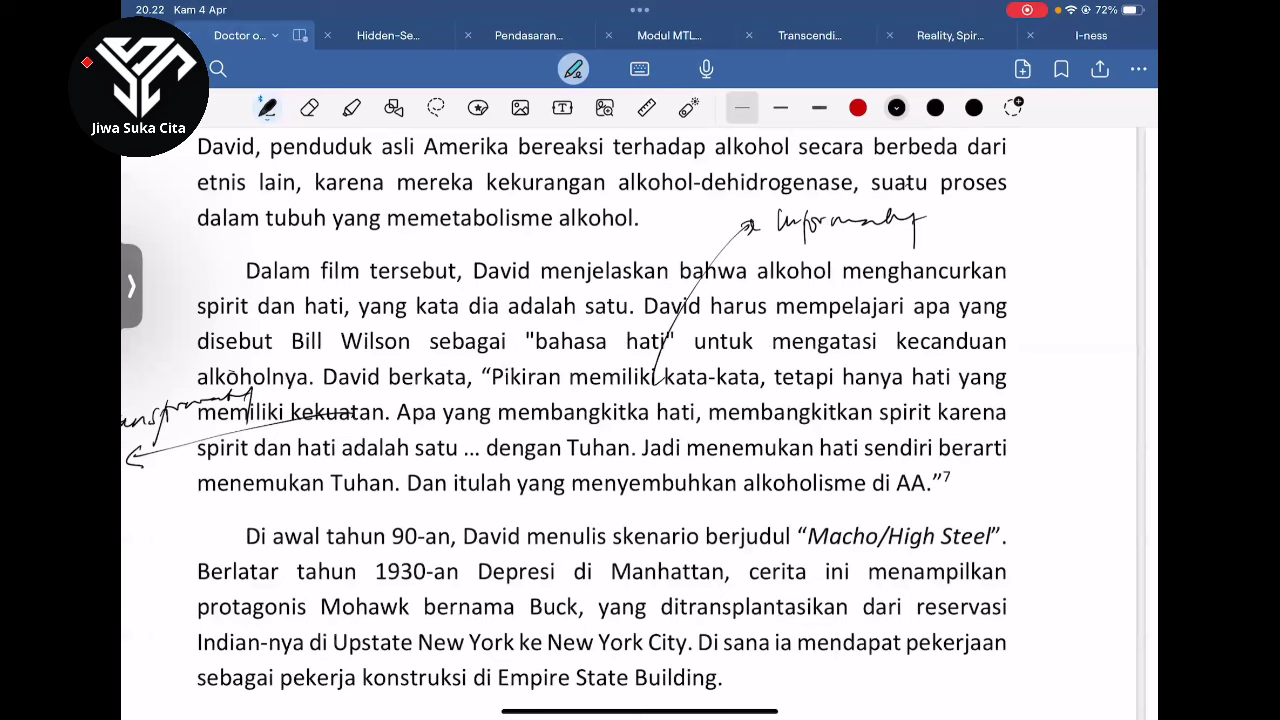 20.22 Kam 4 Apr
72%
Doctor o...
Hidden-Se...
Pendasaran...
Modul MTL...
Transcendi...
Reality, Spir...
I-ness
Jiwa Suka Cita
David, penduduk asli Amerika bereaksi terhadap alkohol secara berbeda dari
etnis lain, karena mereka kekurangan alkohol-dehidrogenase, suatu proses
dalam tubuh yang memetabolisme alkohol.
Dalam film tersebut, David menjelaskan bahwa alkohol menghancurkan
spirit dan hati, yang kata dia adalah satu. David harus mempelajari apa yang
disebut Bill Wilson sebagai "bahasa hati" untuk mengatasi kecanduan
alkoholnya. David berkata, “Pikiran memiliki kata-kata, tetapi hanya hati yang
memiliki kekuatan. Apa yang membangkitka hati, membangkitkan spirit karena
spirit dan hati adalah satu ... dengan Tuhan. Jadi menemukan hati sendiri berarti
menemukan Tuhan. Dan itulah yang menyembuhkan alkoholisme di AA.”7
Di awal tahun 90-an, David menulis skenario berjudul “Macho/High Steel”.
Berlatar tahun 1930-an Depresi di Manhattan, cerita ini menampilkan
protagonis Mohawk bernama Buck, yang ditransplantasikan dari reservasi
Indian-nya di Upstate New York ke New York City. Di sana ia mendapat pekerjaan
sebagai pekerja konstruksi di Empire State Building.